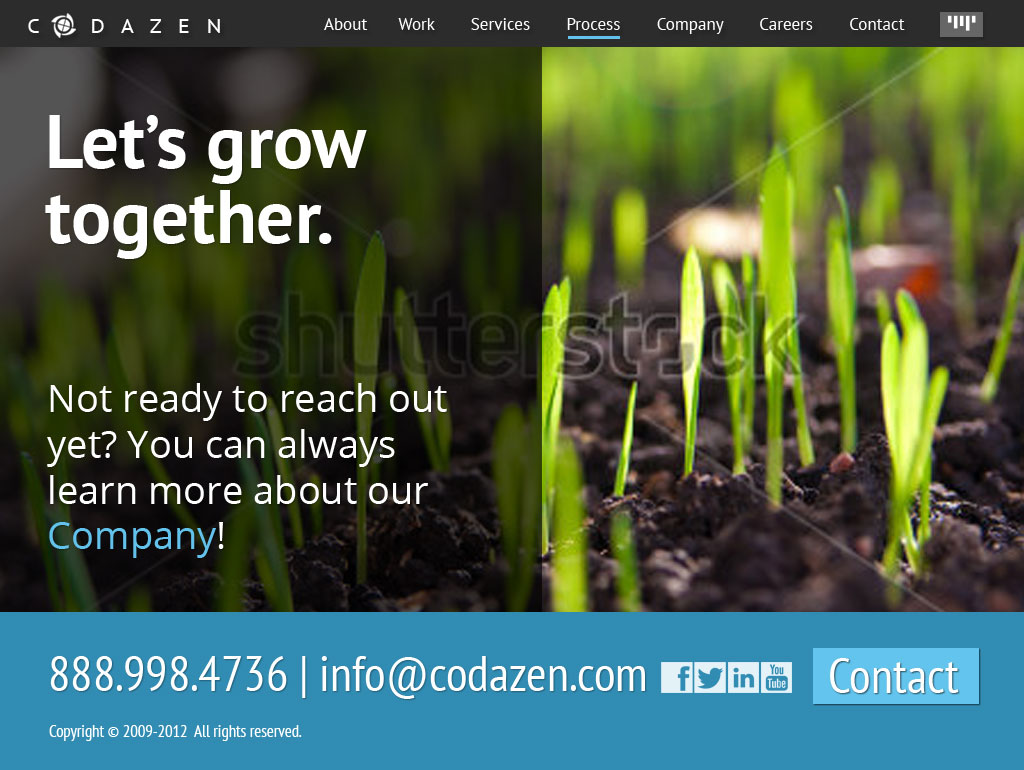 CODAZEN
About Work Services Process Company Careers Contact
Let's grow
together.
shutterstock
Not ready to reach out
yet? You can always
learn more about our
Company!
888.998.4736 | info@codazen.com
f in You Tube
Contact
Copyright © 2009-2012 All rights reserved.